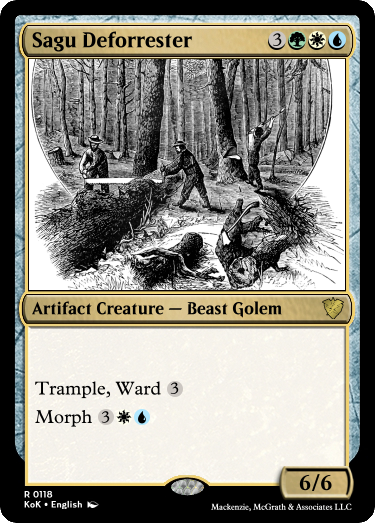 Sagu Deforrester 3
Artifact Creature — Beast Golem
Trample, Ward 3
Morph 3
6/6
R 0118
KoK • English
Mackenzie, McGrath & Associates LLC